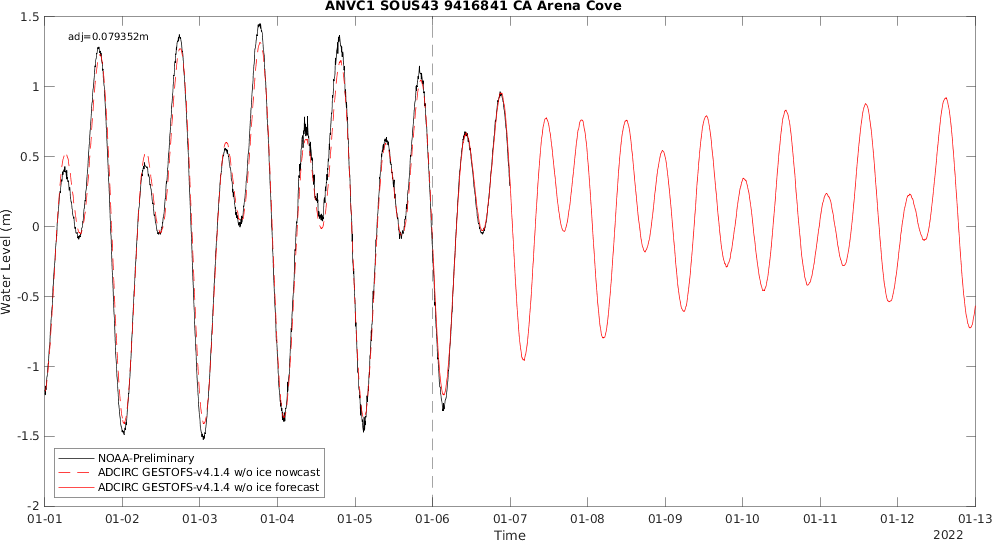 ANVC1 SOUS43 9416841 CA Arena Cove
adj=0.079352m
Water Level (m)
1.5
1
0.5
0
-0.5
-1
-1.5
-2
NOAA-Preliminary
ADCIRC GESTOFS-v4.1.4 w/o ice nowcast
ADCIRC GESTOFS-v4.1.4 w/o ice forecast
01-01 01-02 01-03 01-04 01-05 01-06 01-07 01-08 01-09 01-10 01-11 01-12 01-13
Time
2022